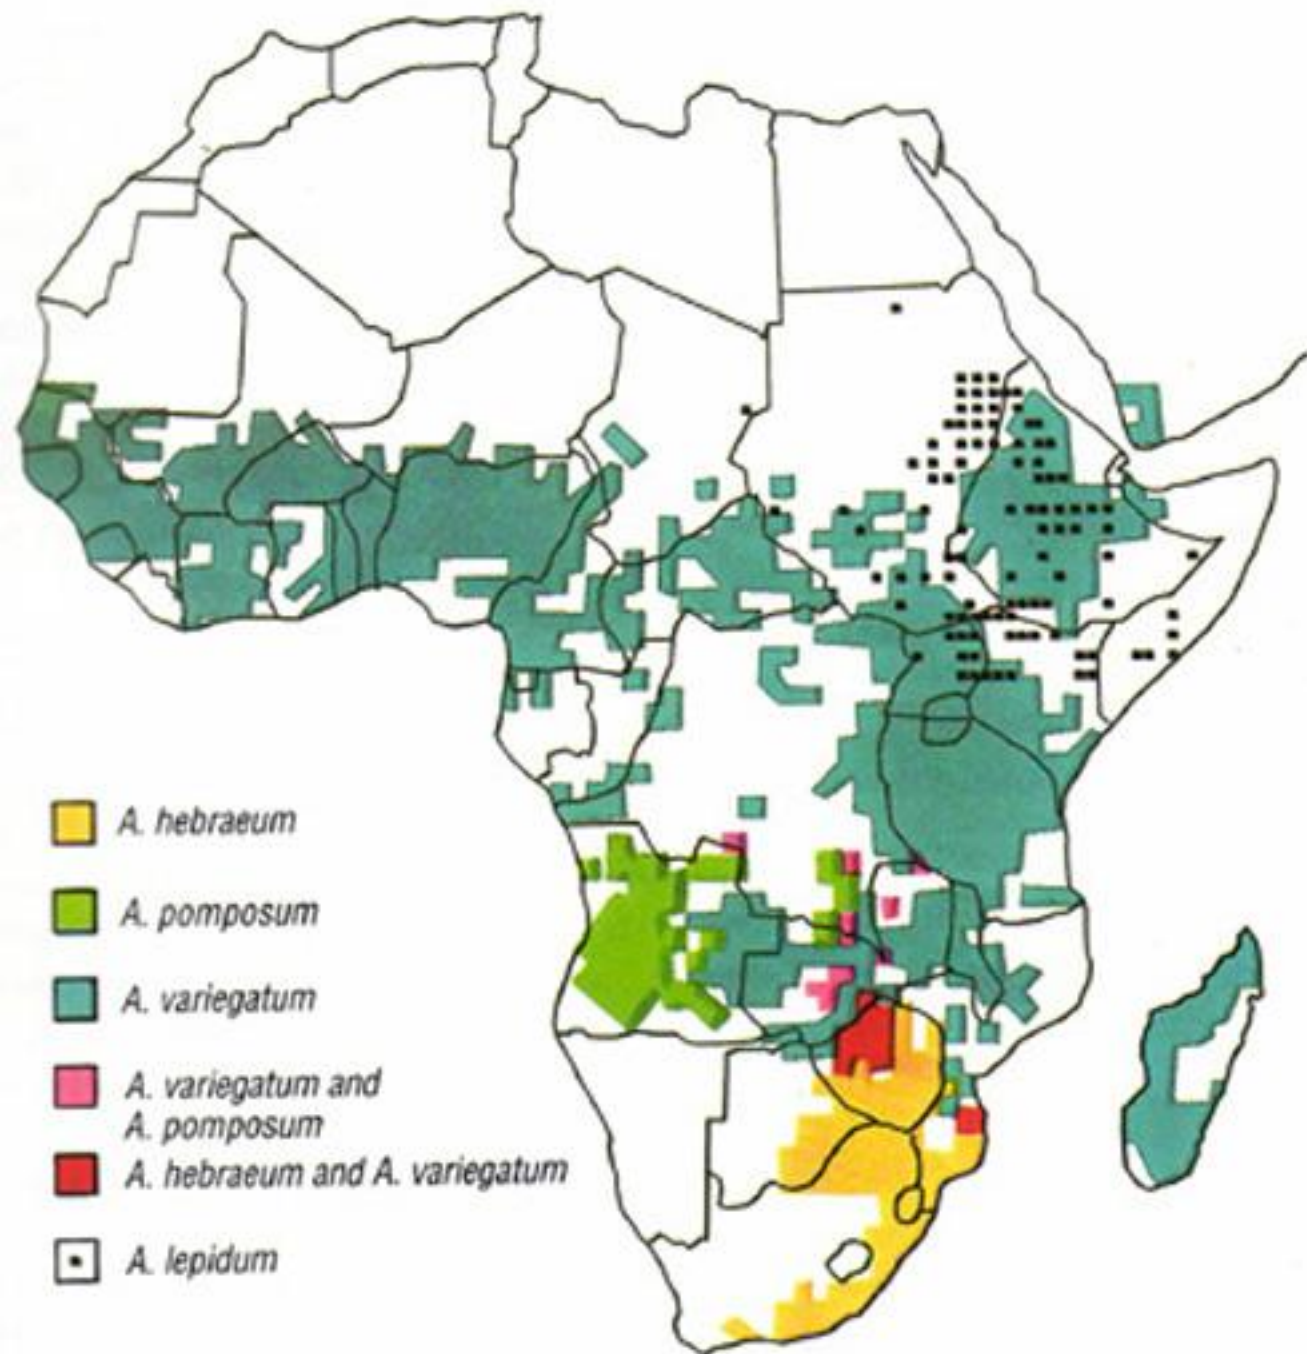 A. hebraeum
A. pomposum
A. variegatum
A. variegatum and
A. pomposum
A. hebraeum and A. variegatum
A. lepidum